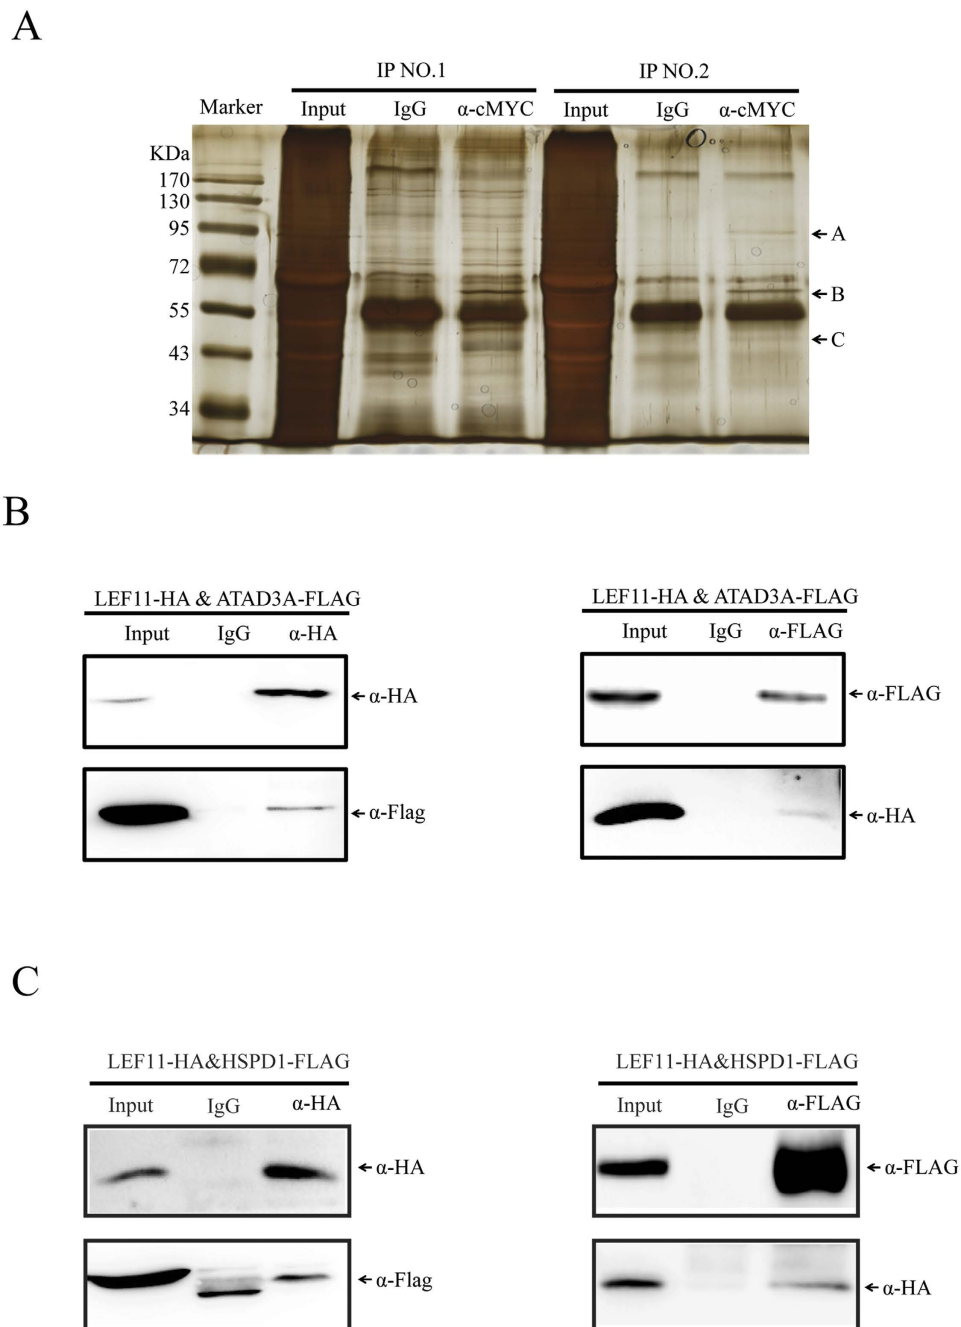 A
IP NO.1 IP NO.2
Marker Input IgG α-cMYC Input IgG α-cMYC
KDa
170
130
95
A
72
B
55
C
43
34
B
LEF11-HA & ATAD3A-FLAG
Input IgG α-HA
α-HA
α-Flag
LEF11-HA & ATAD3A-FLAG
Input IgG α-FLAG
α-FLAG
α-HA
C
LEF11-HA&HSPD1-FLAG
Input IgG α-HA
α-HA
α-Flag
LEF11-HA&HSPD1-FLAG
Input IgG α-FLAG
α-FLAG
α-HA